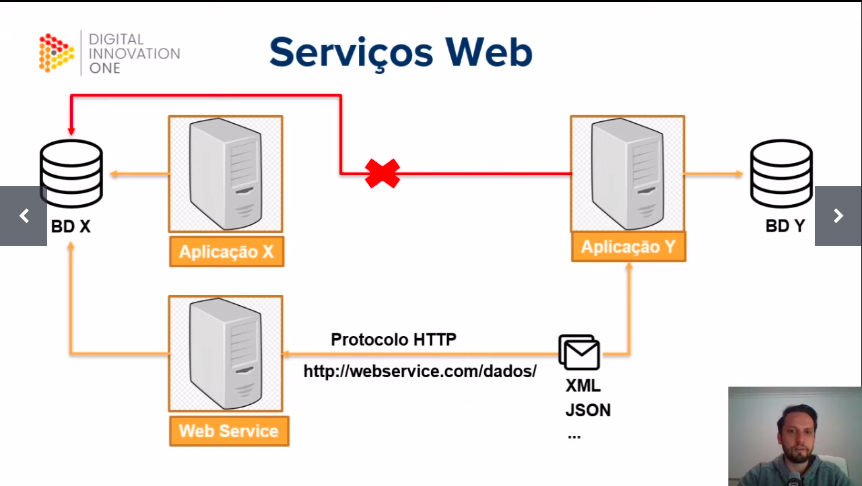 DIGITAL
INNOVATION
ONE
Serviços Web
BD X
Aplicação X
Aplicação Y
BD Y
Protocolo HTTP
http://webservice.com/dados/
Web Service
XML
JSON
...